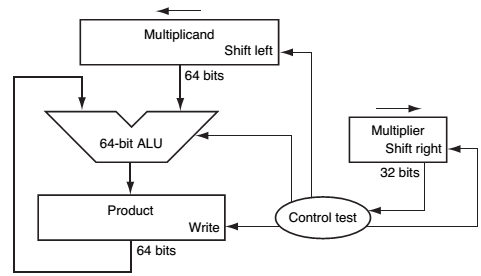 Multiplicand
Shift left
64 bits
64-bit ALU
Multiplier
Shift right
32 bits
Product
Write
Control test
64 bits